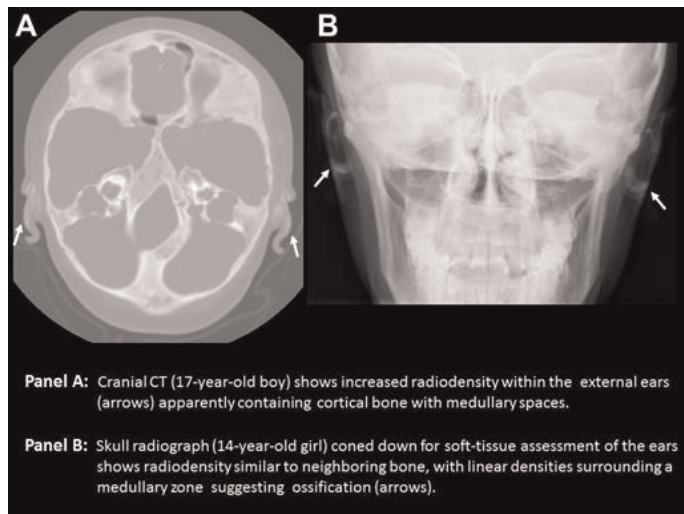 A
B
Panel A: Cranial CT (17-year-old boy) shows increased radiodensity within the external ears
(arrows) apparently containing cortical bone with medullary spaces.
Panel B: Skull radiograph (14-year-old girl) coned down for soft-tissue assessment of the ears
shows radiodensity similar to neighboring bone, with linear densities surrounding a
medullary zone suggesting ossification (arrows).